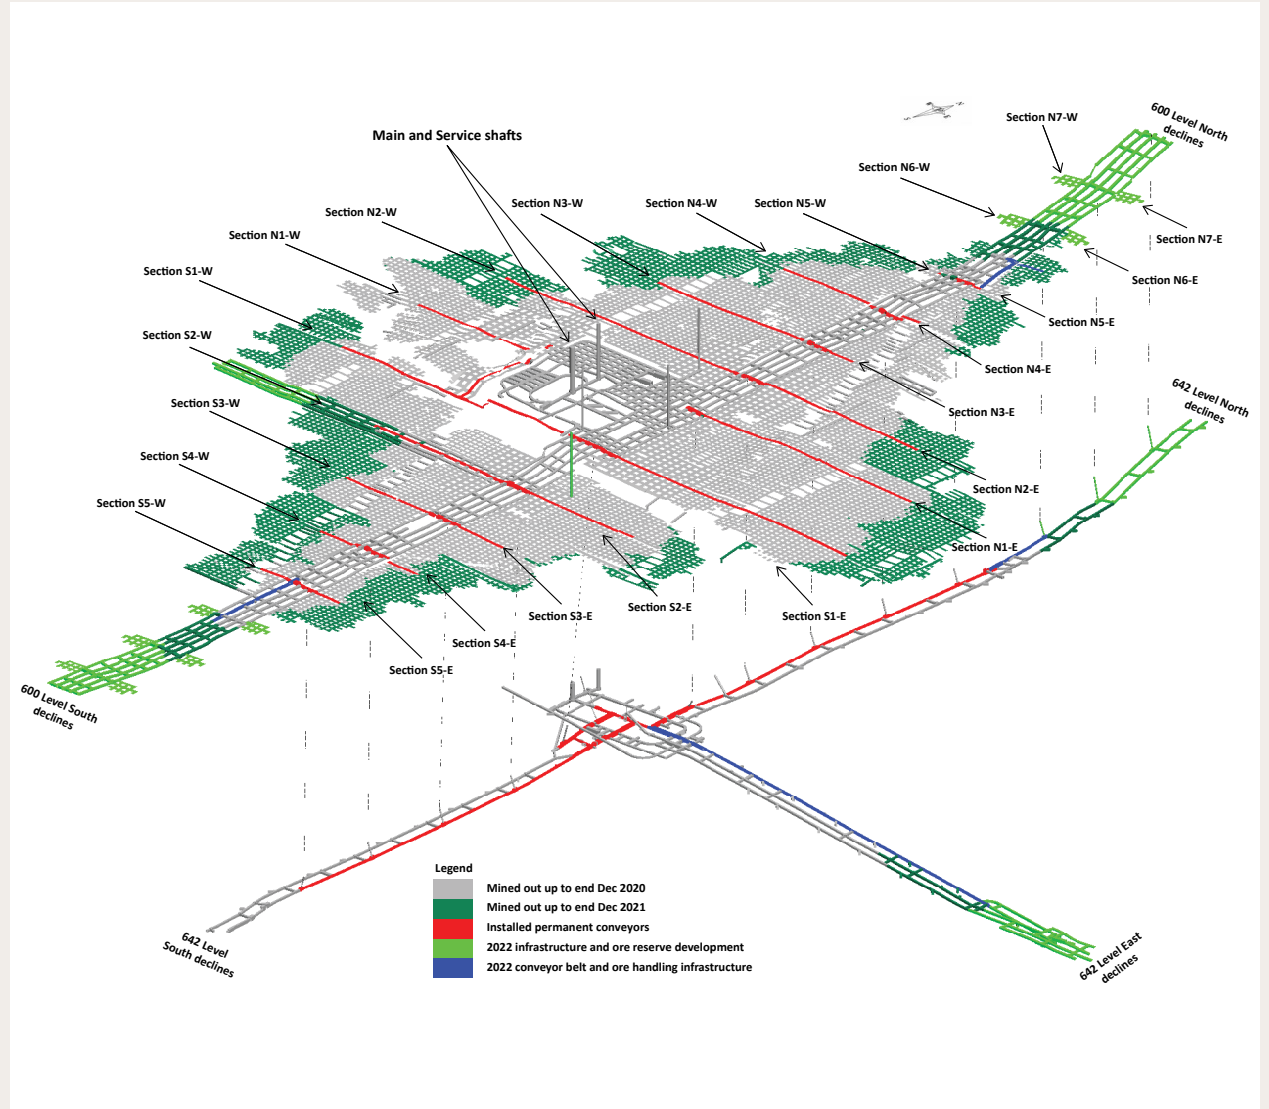 600 Level North
declines
Section N7-W
Main and Service shafts
Section N6-W
Section N3-W
Section N4-W
Section N5-W
Section N2-W
Section N1-W
Section N7-E
Section S1-W
Section N6-E
Section N5-E
Section S2-W
Section N4-E
642 Level North
declines
Section S3-W
Section N3-E
Section S4-W
Section N2-E
Section S5-W
Section N1-E
Section S2-E
Section S3-E
Section S1-E
Section S4-E
Section S5-E
600 Level South
declines
Legend
Mined out up to end Dec 2020
Mined out up to end Dec 2021
Installed permanent conveyors
2022 infrastructure and ore reserve development
2022 conveyor belt and ore handling infrastructure
642 Level
South declines
642 Level East
declines